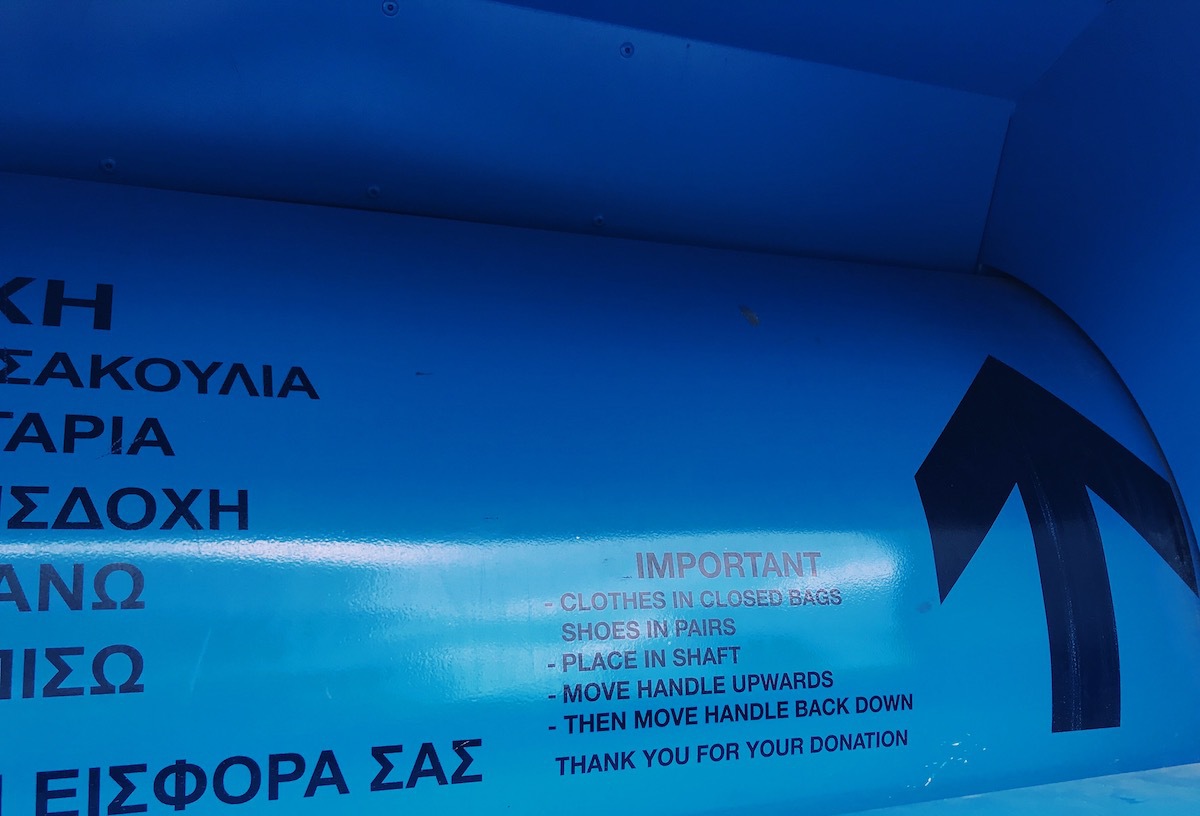 ΚΗ
ΣΑΚΟΥΛΙΑ
ΤΑΡΙΑ
ΙΣΔΟΧΗ
ΑΝΩ
ΠΙΣΩ
ΕΙΣΦΟΡΑ ΣΑΣ
IMPORTANT
- CLOTHES IN CLOSED BAGS
SHOES IN PAIRS
- PLACE IN SHAFT
- MOVE HANDLE UPWARDS
- THEN MOVE HANDLE BACK DOWN
THANK YOU FOR YOUR DONATION